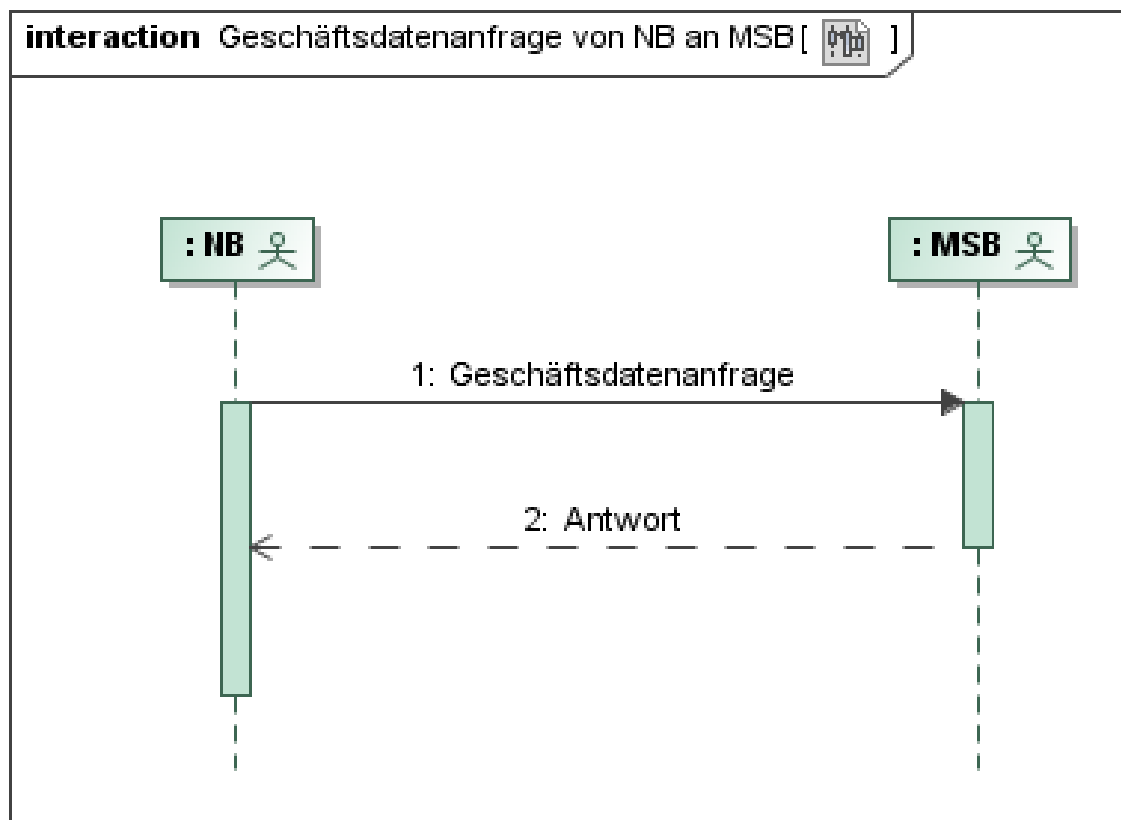 interaction Geschäftsdatenanfrage von NB an MSB [ ]
: NB
: MSB
1: Geschäftsdatenanfrage
2: Antwort